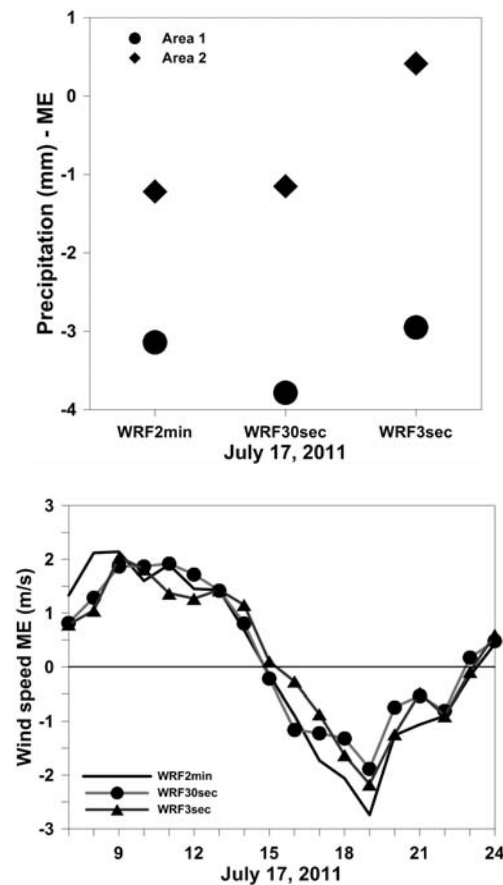 1
Area 1
Area 2
0
-1
-2
-3
-4
Precipitation (mm) - ME
WRF2min WRF30sec WRF3sec
July 17, 2011
3
2
1
0
-1
-2
-3
Wind speed ME (m/s)
WRF2min
WRF30sec
WRF3sec
9 12 15 18 21 24
July 17, 2011